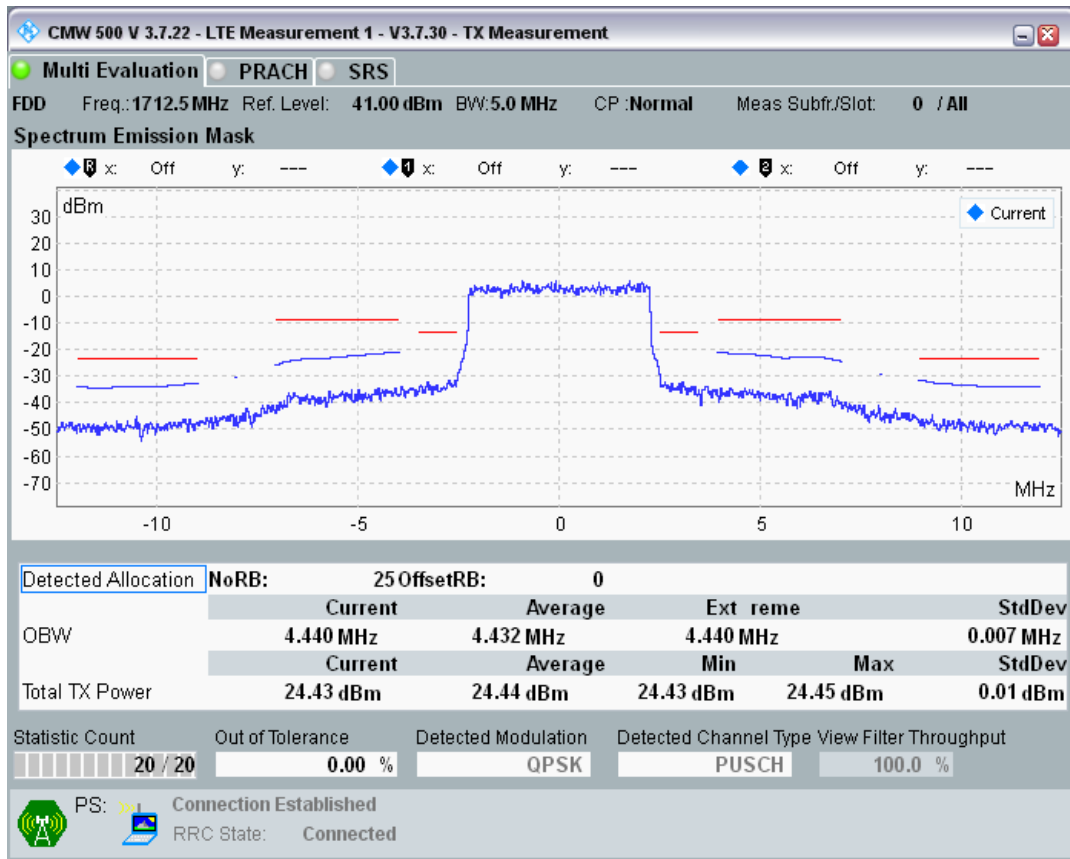 CMW 500 V 3.7.22 - LTE Measurement 1 - V3.7.30 - TX Measurement
Multi Evaluation PRACH SRS
FDD Freq.: 1712.5 MHz Ref. Level: 41.00 dBm BW: 5.0 MHz CP : Normal Meas Subfr./Slot: 0 / All
Spectrum Emission Mask
R x: Off y: --- 1 x: Off y: --- 2 x: Off y: ---
dBm
Current
30
20
10
0
-10
-20
-30
-40
-50
-60
-70
MHz
-10 -5 0 5 10
Detected Allocation NoRB: 25 OffsetRB: 0
Current Average Ext reme StdDev
OBW 4.440 MHz 4.432 MHz 4.440 MHz 0.007 MHz
Current Average Min Max StdDev
Total TX Power 24.43 dBm 24.44 dBm 24.43 dBm 24.45 dBm 0.01 dBm
Statistic Count Out of Tolerance Detected Modulation Detected Channel Type View Filter Throughput
20 / 20 0.00 % QPSK PUSCH 100.0 %
PS: Connection Established
RRC State: Connected